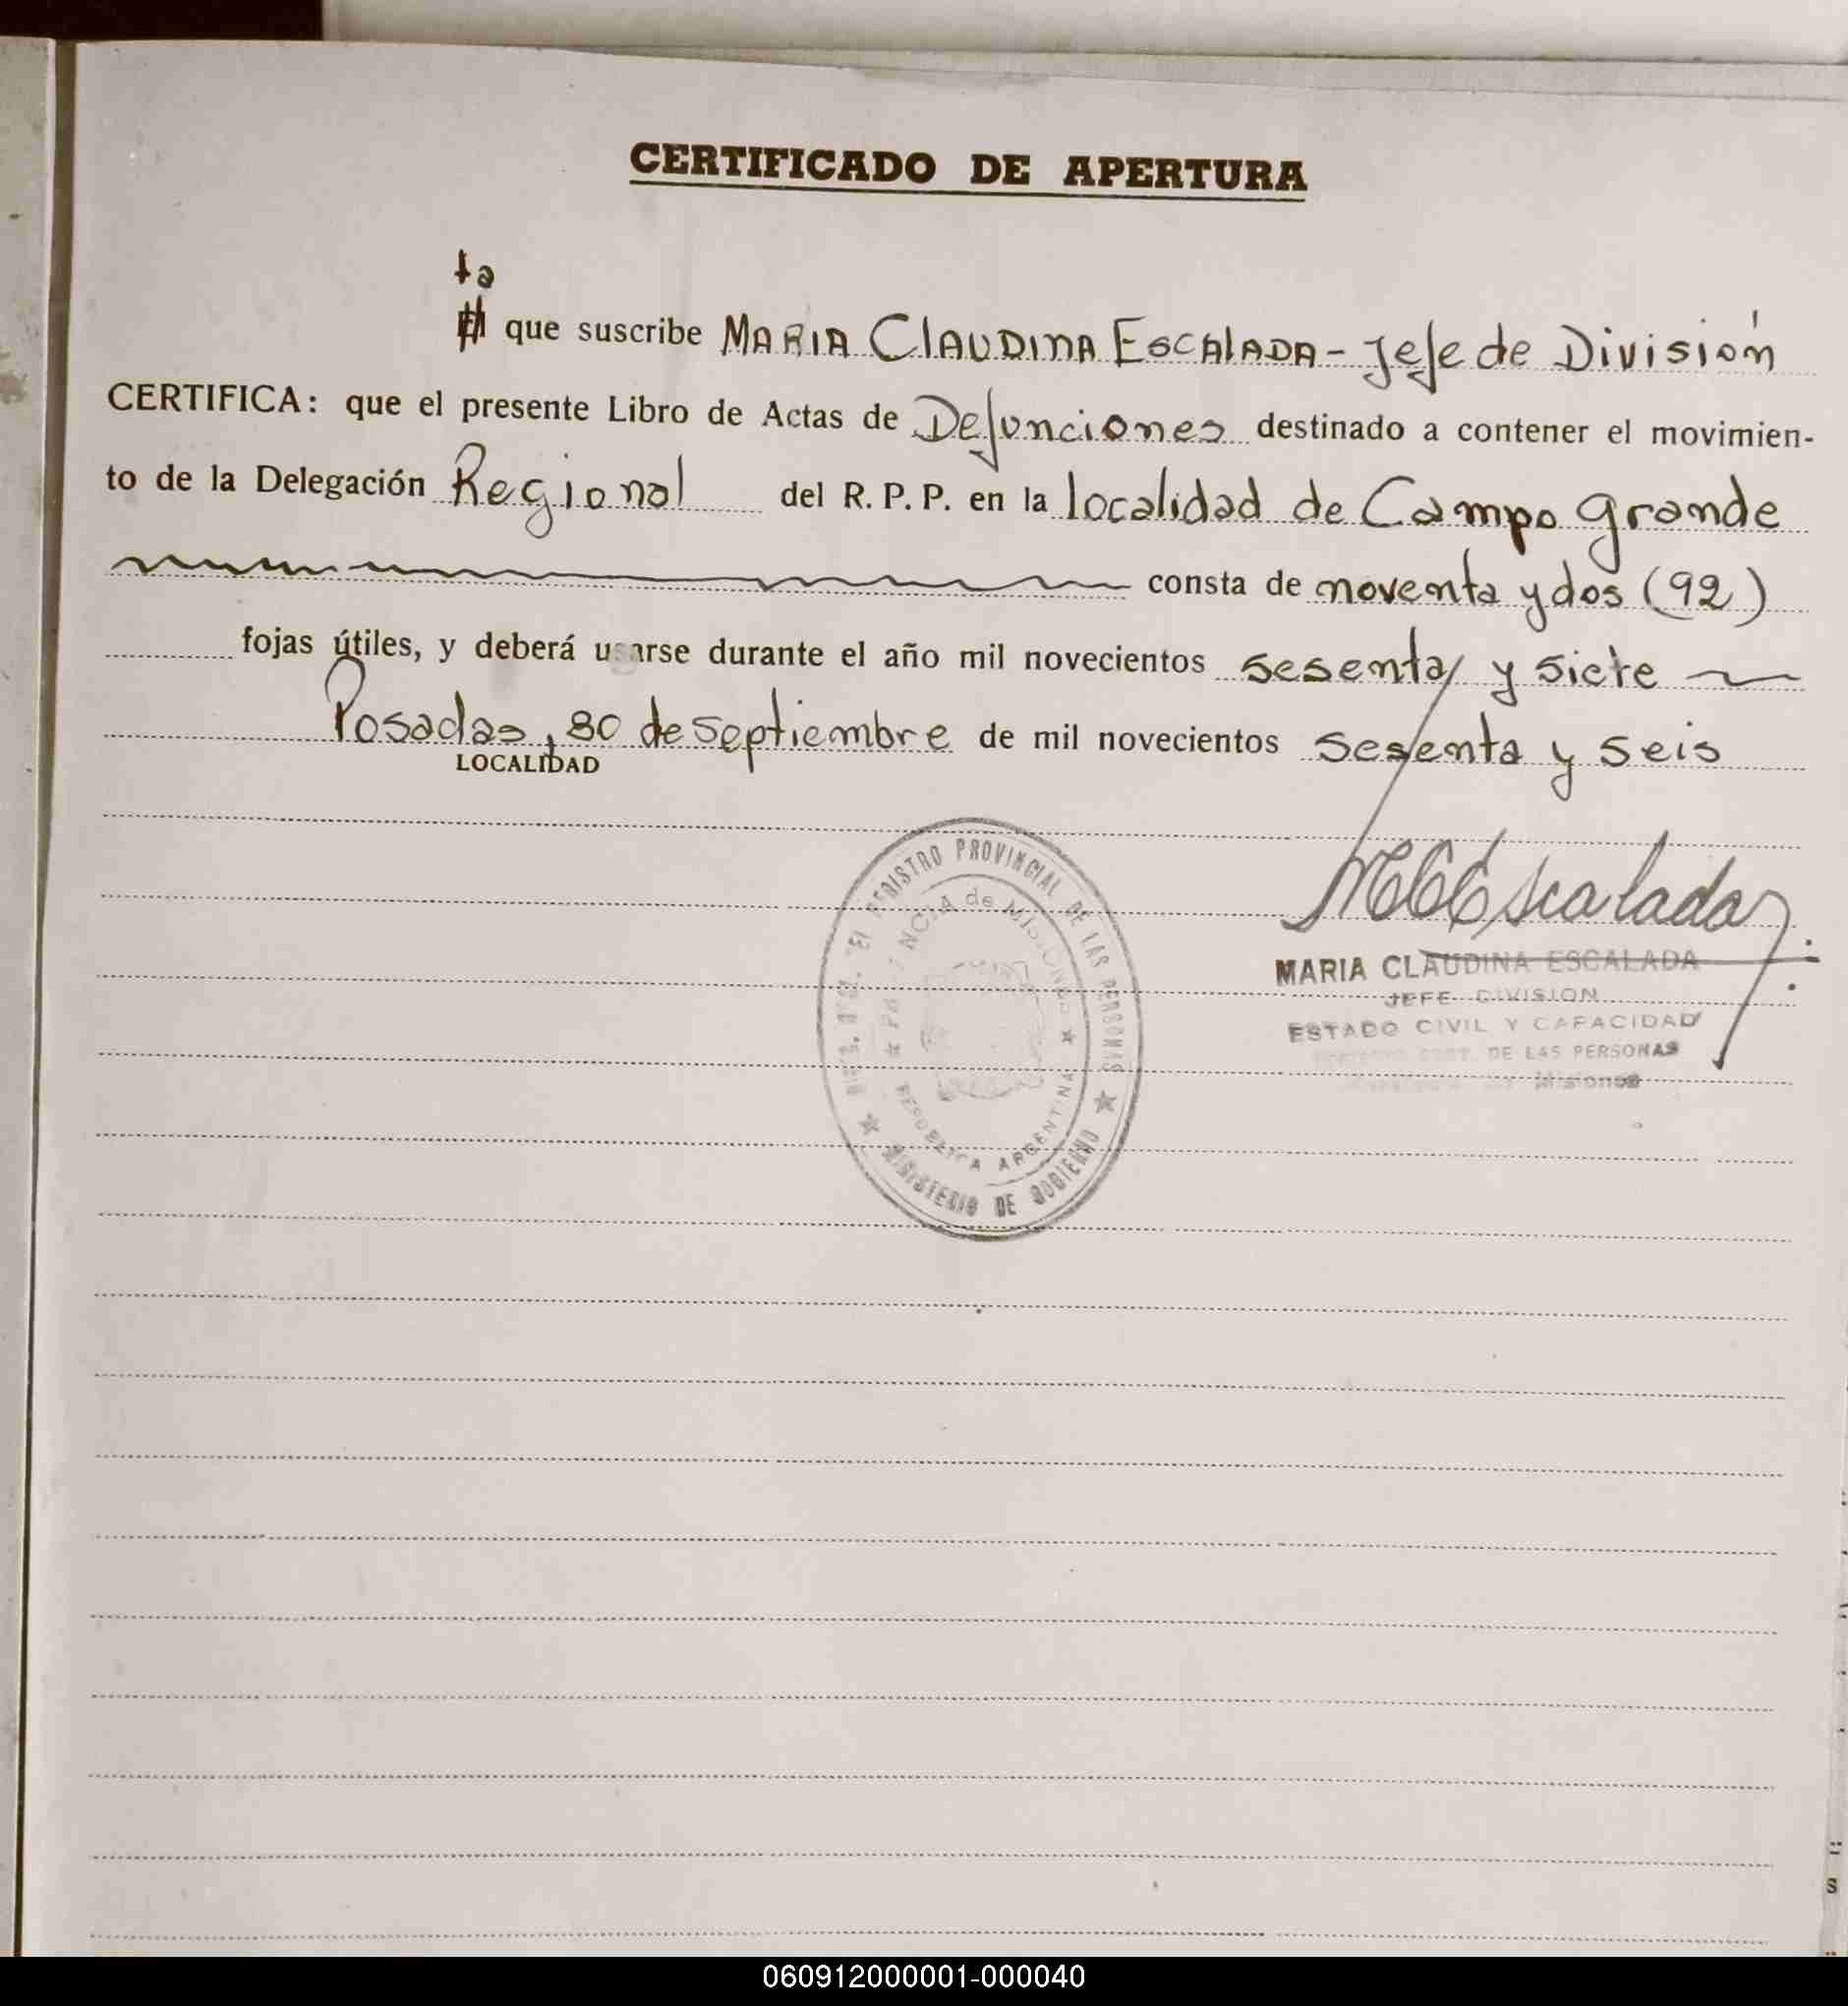 CERTIFICADO DE APERTURA
la
El que suscribe MARIA CLAUDINA ESCALADA - Jefe de División
CERTIFICA: que el presente Libro de Actas de Defunciones destinado a contener el movimien-
to de la Delegación Regional del R. P. P. en la localidad de Campo Grande
consta de noventa y dos (92)
fojas útiles, y deberá usarse durante el año mil novecientos sesenta y siete
Posadas, 30 de septiembre de mil novecientos sesenta y seis
LOCALIDAD
REGISTRO PROVINCIAL DE LAS PERSONAS
MINISTERIO DE GOBIERNO
PROVINCIA de Misiones
REPUBLICA ARGENTINA
MCEscalada
MARIA CLAUDINA ESCALADA
JEFE DIVISION
ESTADO CIVIL Y CAPACIDAD
DE LAS PERSONAS
Misiones
060912000001-000040